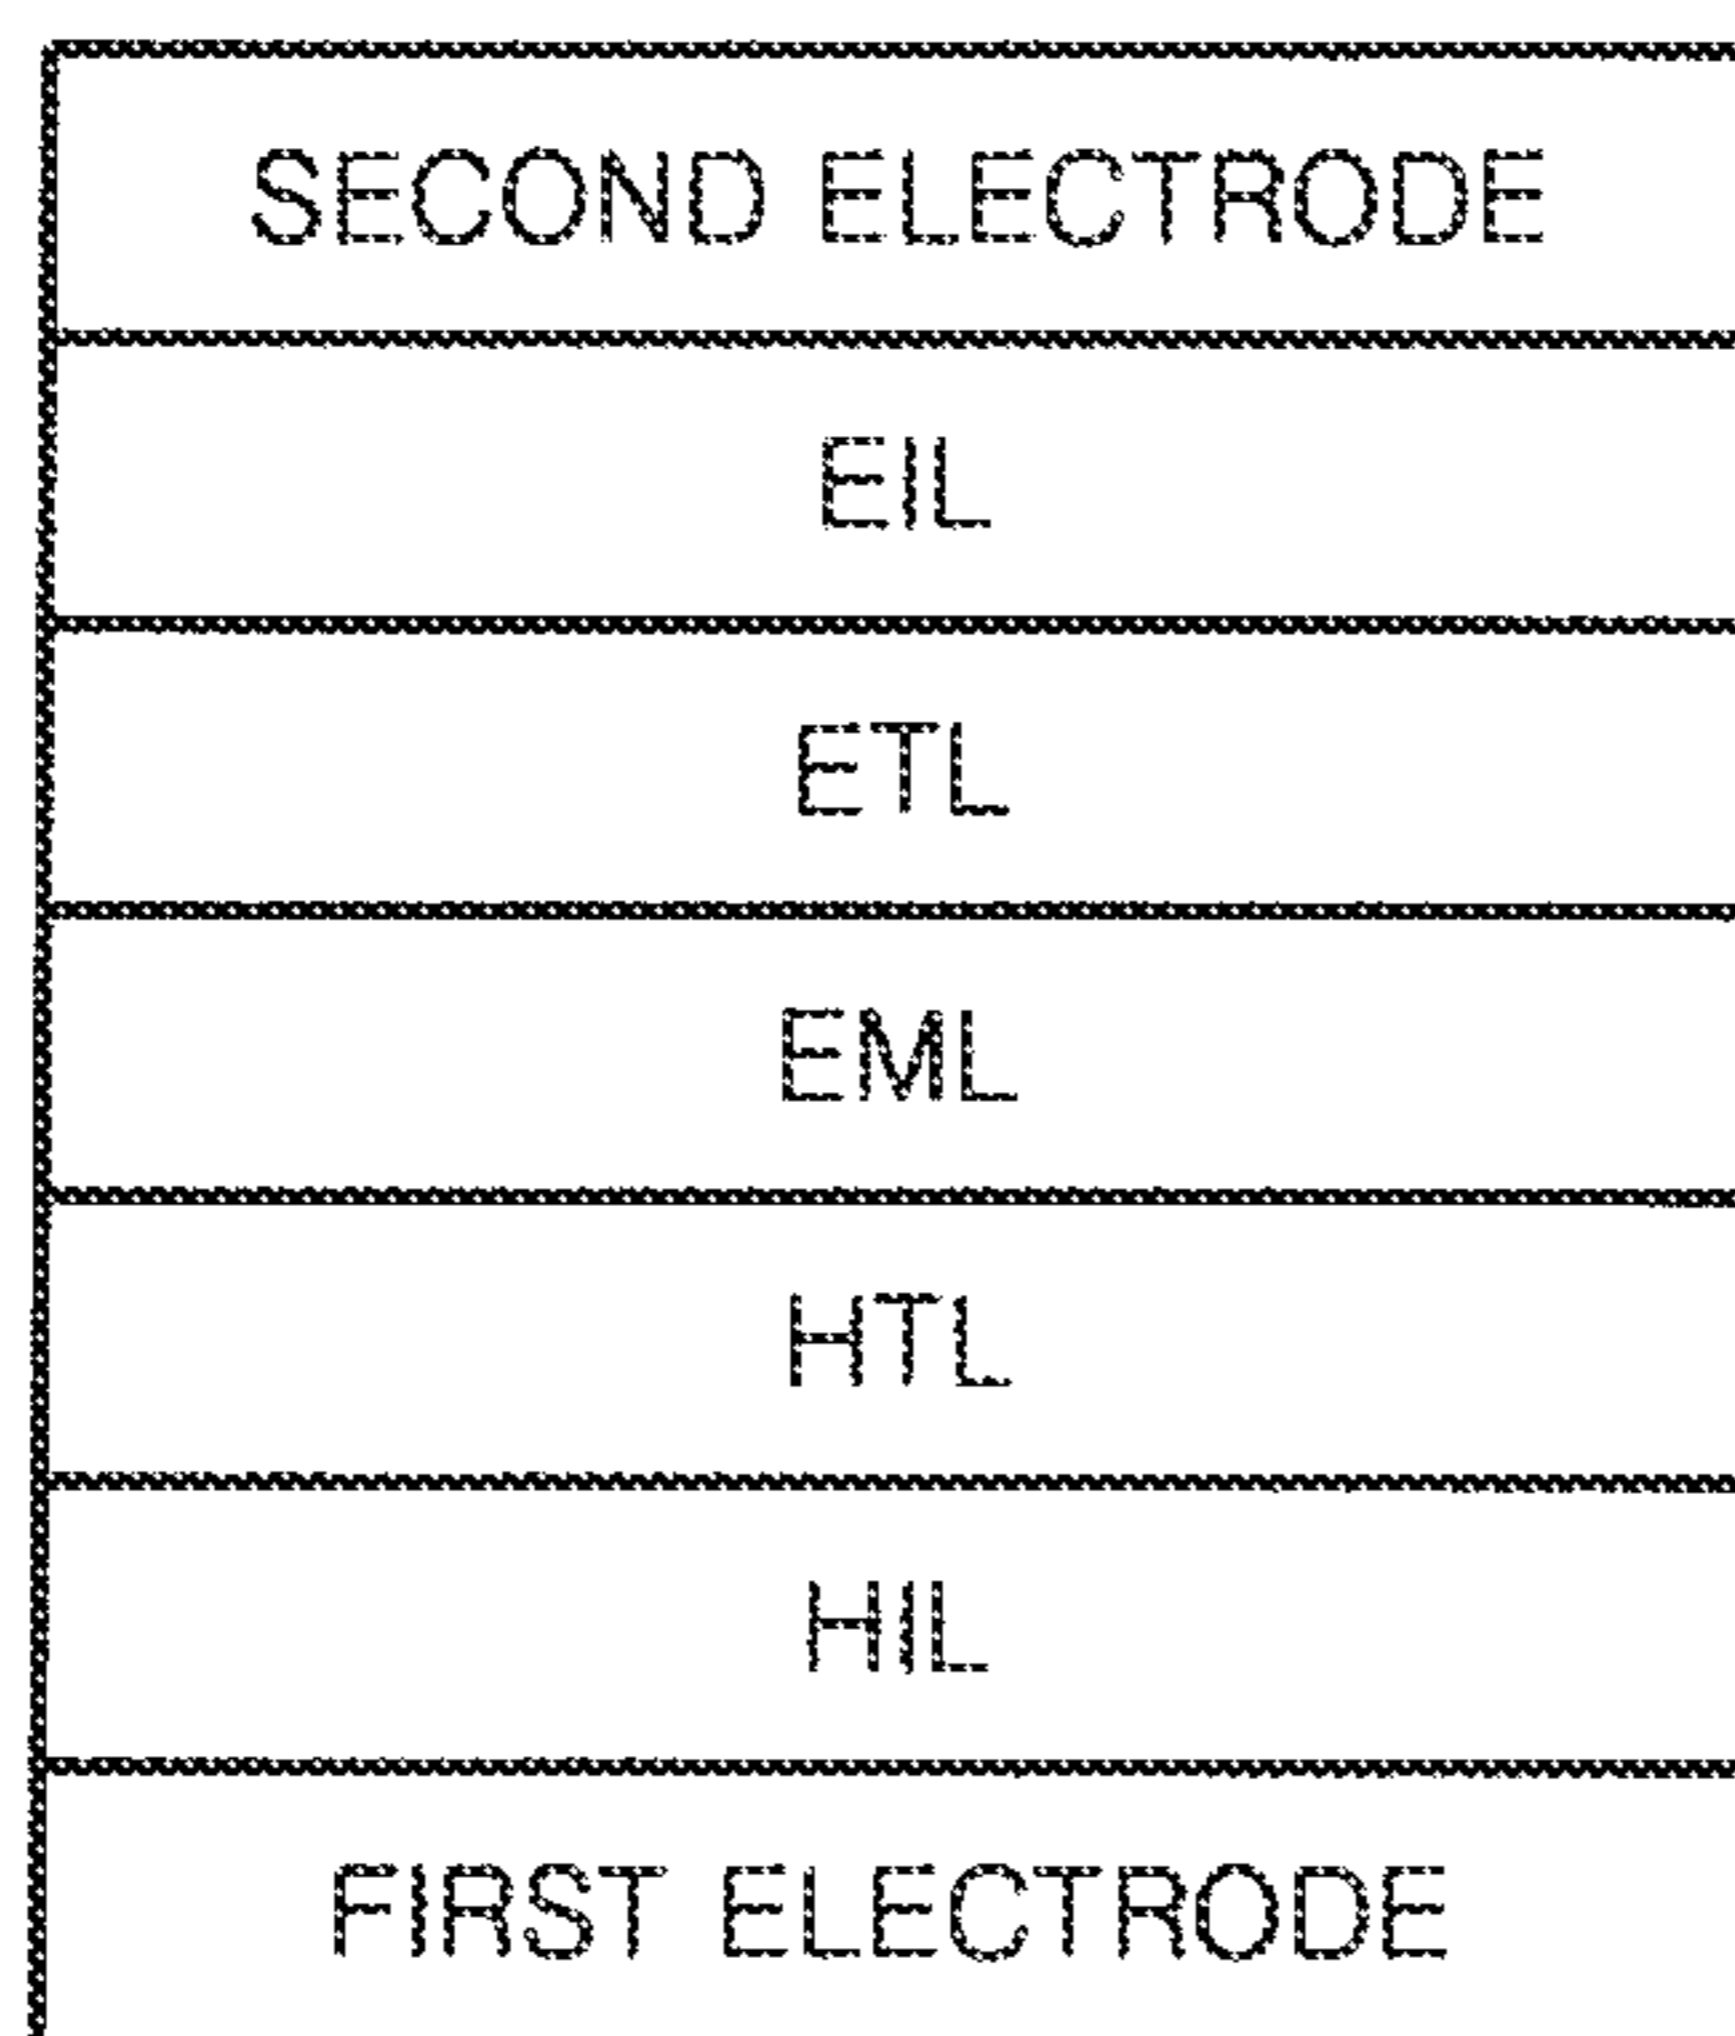 SECOND ELECTRODE
EIL
ETL
EML
HTL
HIL
FIRST ELECTRODE